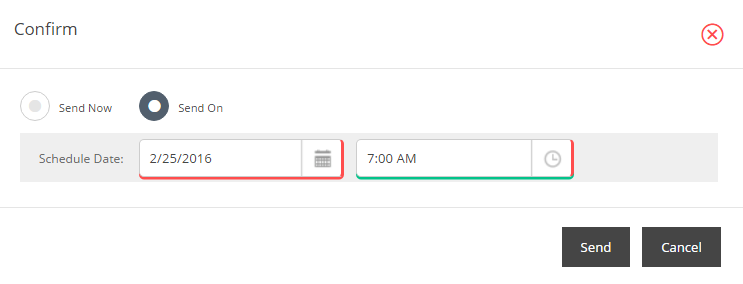 Confirm
Send Now Send On
Schedule Date: 2/25/2016 7:00 AM
Send Cancel